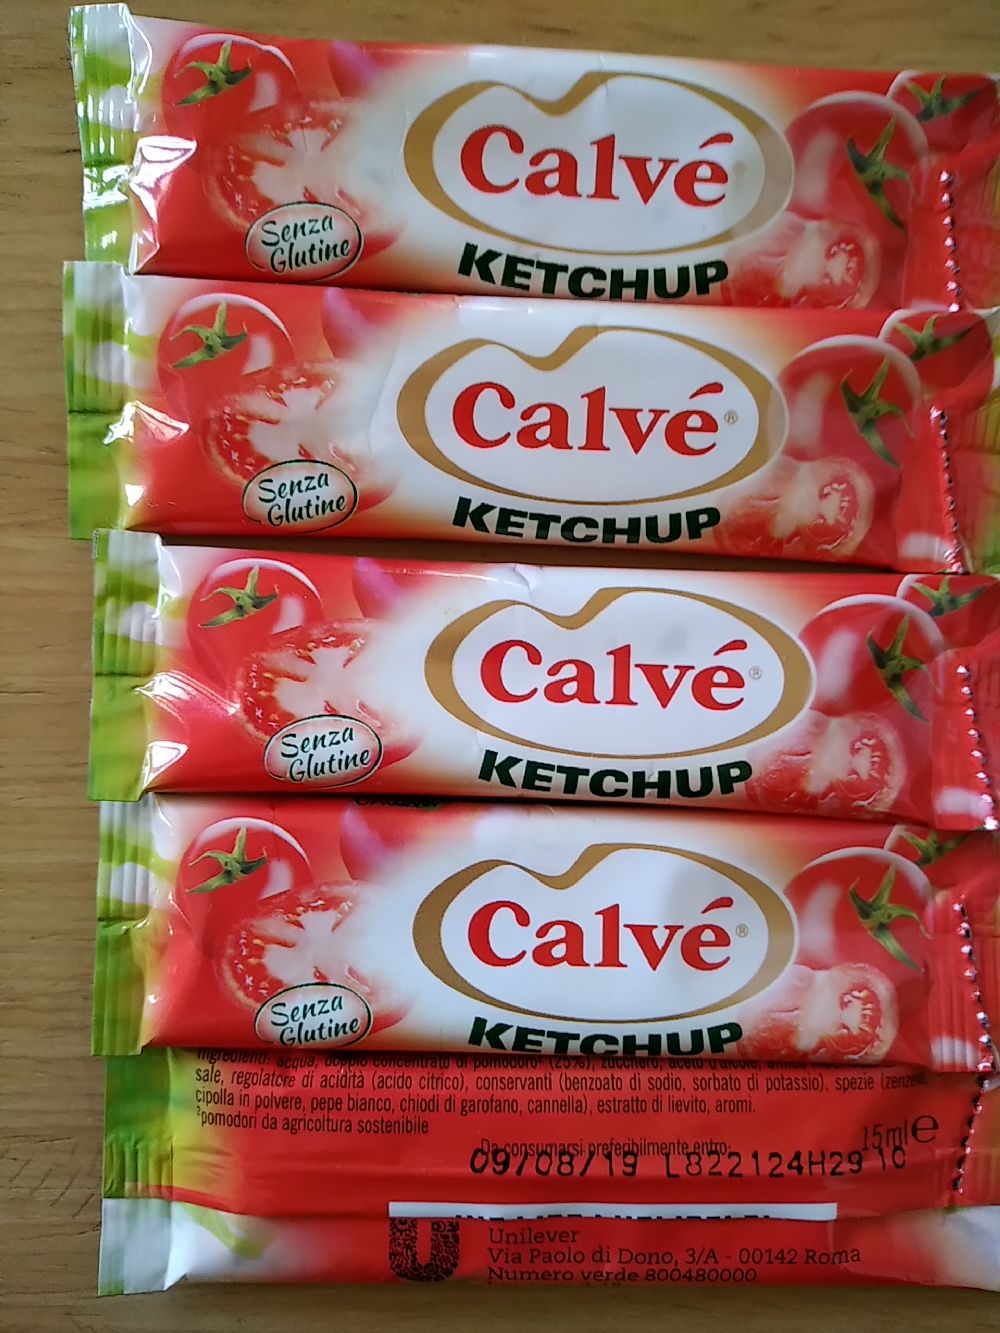 Calvé®
Senza
Glutine
KETCHUP
Calvé®
Senza
Glutine
KETCHUP
Calvé®
Senza
Glutine
KETCHUP
Calvé®
Senza
Glutine
KETCHUP
Ingredienti: acqua, doppio concentrato di pomodoro² (25%), zucchero, aceto d'alcole, amido
sale, regolatore di acidità (acido citrico), conservanti (benzoato di sodio, sorbato di potassio), spezie
cipolla in polvere, pepe bianco, chiodi di garofano, cannella), estratto di lievito, aromi.
²pomodori da agricoltura sostenibile
Da consumarsi preferibilmente entro:
15ml e
09/08/19 L822124H29 10
U
Unilever
Via Paolo di Dono, 3/A - 00142 Roma
Numero verde 800480000